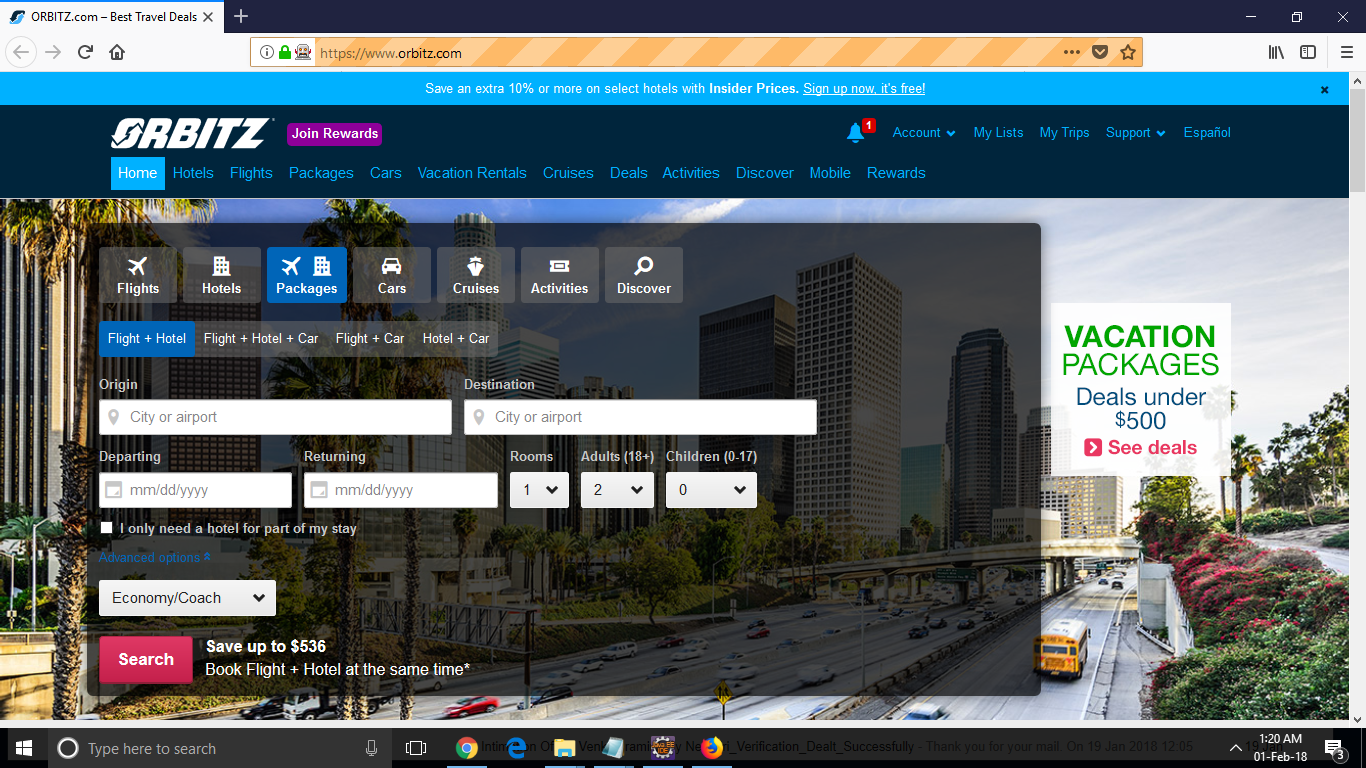 ORBITZ.com – Best Travel Deals
https://www.orbitz.com
Save an extra 10% or more on select hotels with Insider Prices. Sign up now, it's free!
ORBITZ
Join Rewards
1
Account
My Lists
My Trips
Support
Español
Home
Hotels
Flights
Packages
Cars
Vacation Rentals
Cruises
Deals
Activities
Discover
Mobile
Rewards
Flights
Hotels
Packages
Cars
Cruises
Activities
Discover
Flight + Hotel
Flight + Hotel + Car
Flight + Car
Hotel + Car
Origin
Destination
City or airport
City or airport
Departing
Returning
Rooms
Adults (18+)
Children (0-17)
mm/dd/yyyy
mm/dd/yyyy
1
2
0
I only need a hotel for part of my stay
Advanced options
Economy/Coach
Search
Save up to $536
Book Flight + Hotel at the same time*
VACATION
PACKAGES
Deals under
$500
See deals
Type here to search
Verification_Dealt_Successfully - Thank you for your mail. On 19 Jan 2018 12:05
19 Jan
1:20 AM
01-Feb-18
3